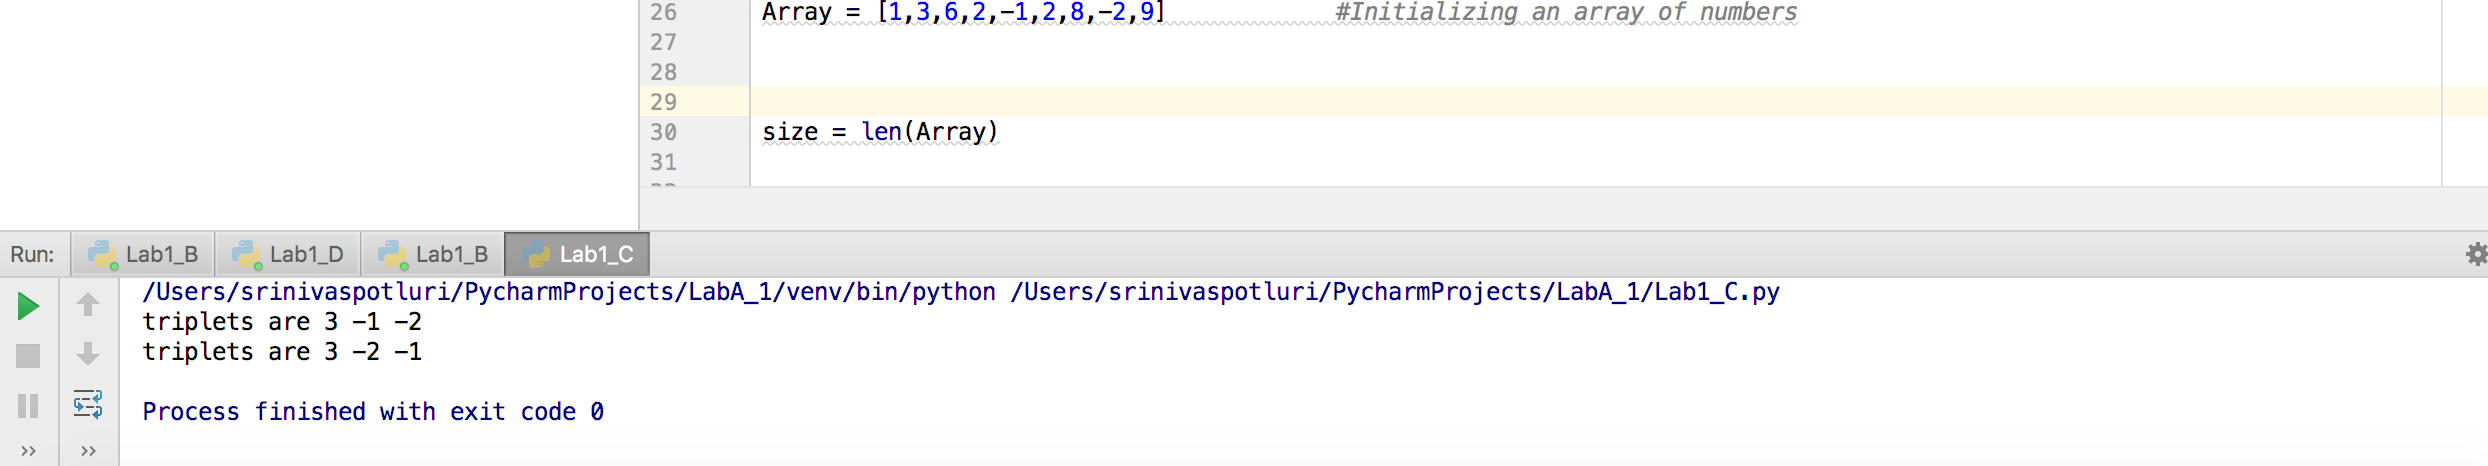 26 Array = [1,3,6,2,-1,2,8,-2,9] #Initializing an array of numbers
27
28
29
30 size = len(Array)
31
Run: Lab1_B Lab1_D Lab1_B Lab1_C
/Users/srinivaspotluri/PycharmProjects/LabA_1/venv/bin/python /Users/srinivaspotluri/PycharmProjects/LabA_1/Lab1_C.py
triplets are 3 -1 -2
triplets are 3 -2 -1
Process finished with exit code 0